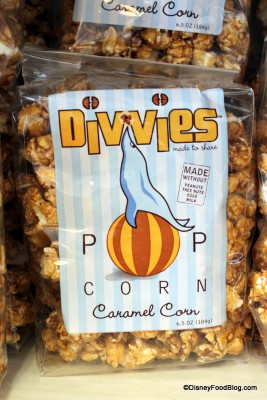 Caramel Corn
6.5 OZ (184g)
DIVVIES
made to share
MADE
WITHOUT
PEANUTS
TREE NUTS
EGGS
MILK
P P
CORN
Caramel Corn
6.5 OZ (184g)
©DisneyFoodBlog.com